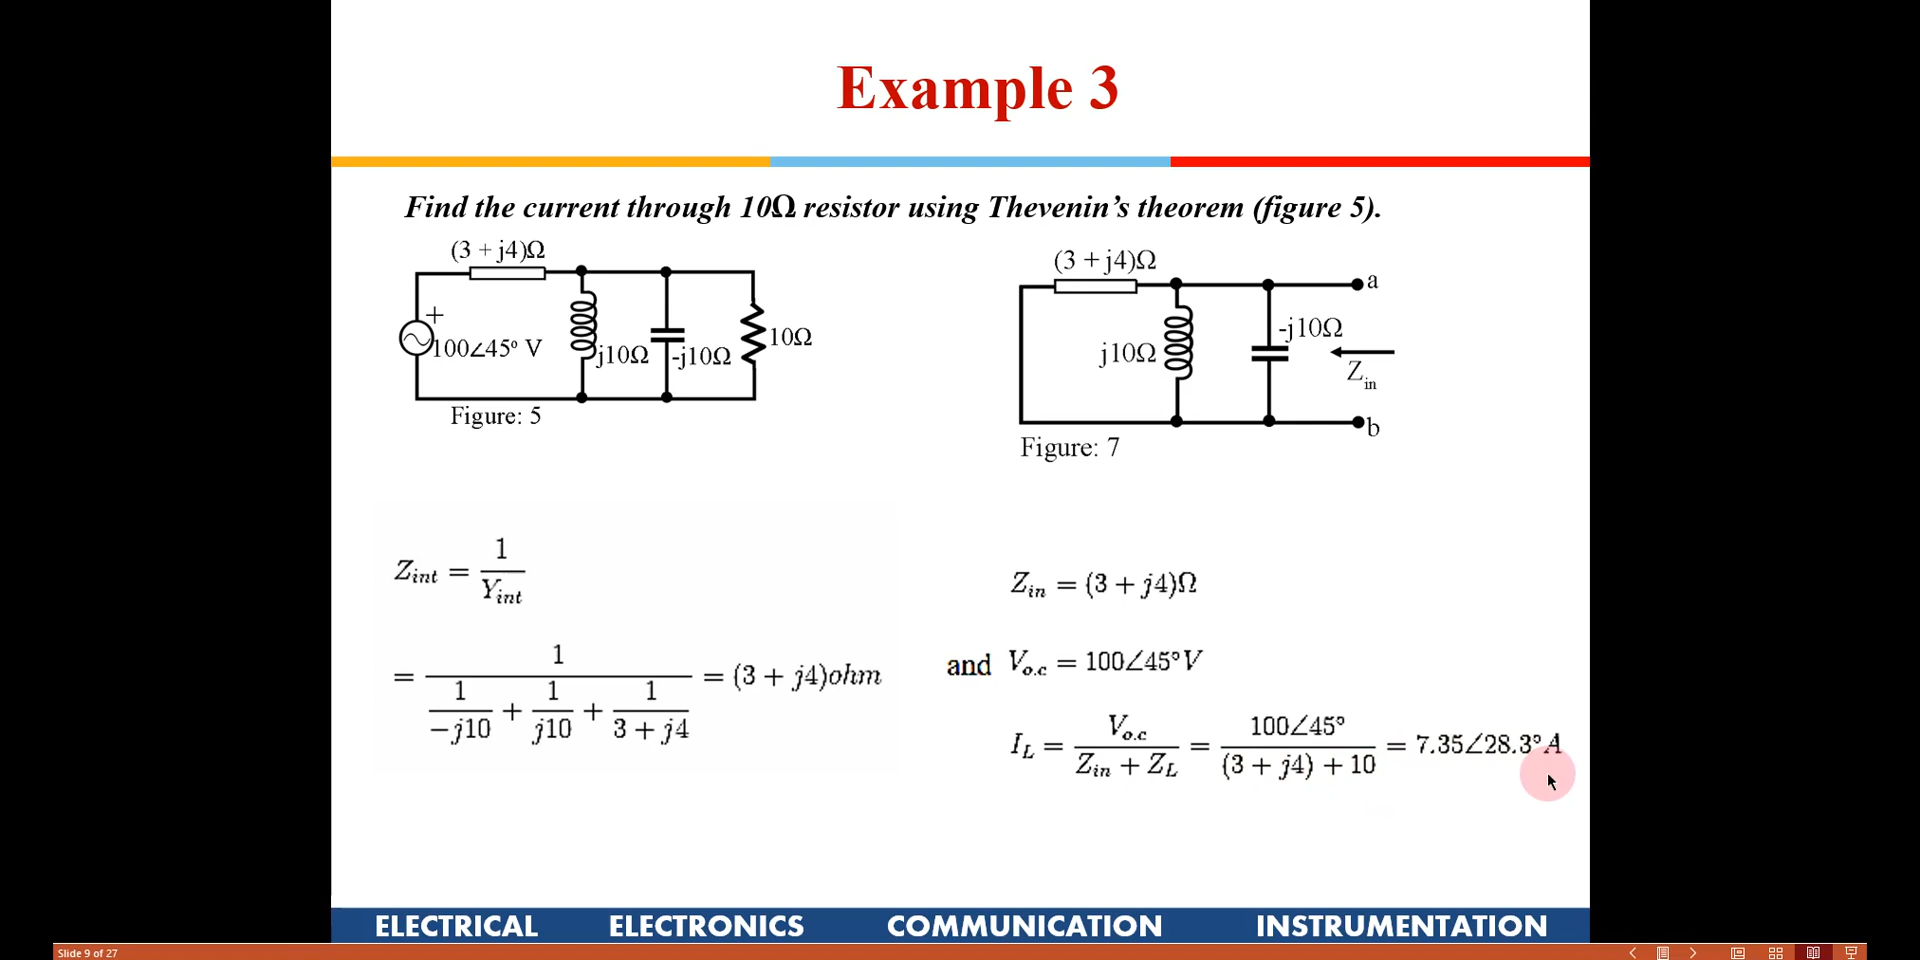 Example 3
Find the current through 10Ω resistor using Thevenin's theorem (figure 5).
(3 + j4)Ω
+
100∠45° V
j10Ω
-j10Ω
10Ω
Figure: 5
(3 + j4)Ω
a
-j10Ω
j10Ω
Z_in
b
Figure: 7
Z_int = 1 / Y_int
= 1 / (1/(−j10) + 1/(j10) + 1/(3 + j4)) = (3 + j4)ohm
Z_in = (3 + j4)Ω
and V_o.c = 100∠45°V
I_L = V_o.c / (Z_in + Z_L) = 100∠45° / ((3 + j4) + 10) = 7.35∠28.3°A
ELECTRICAL ELECTRONICS COMMUNICATION INSTRUMENTATION
Slide 9 of 27